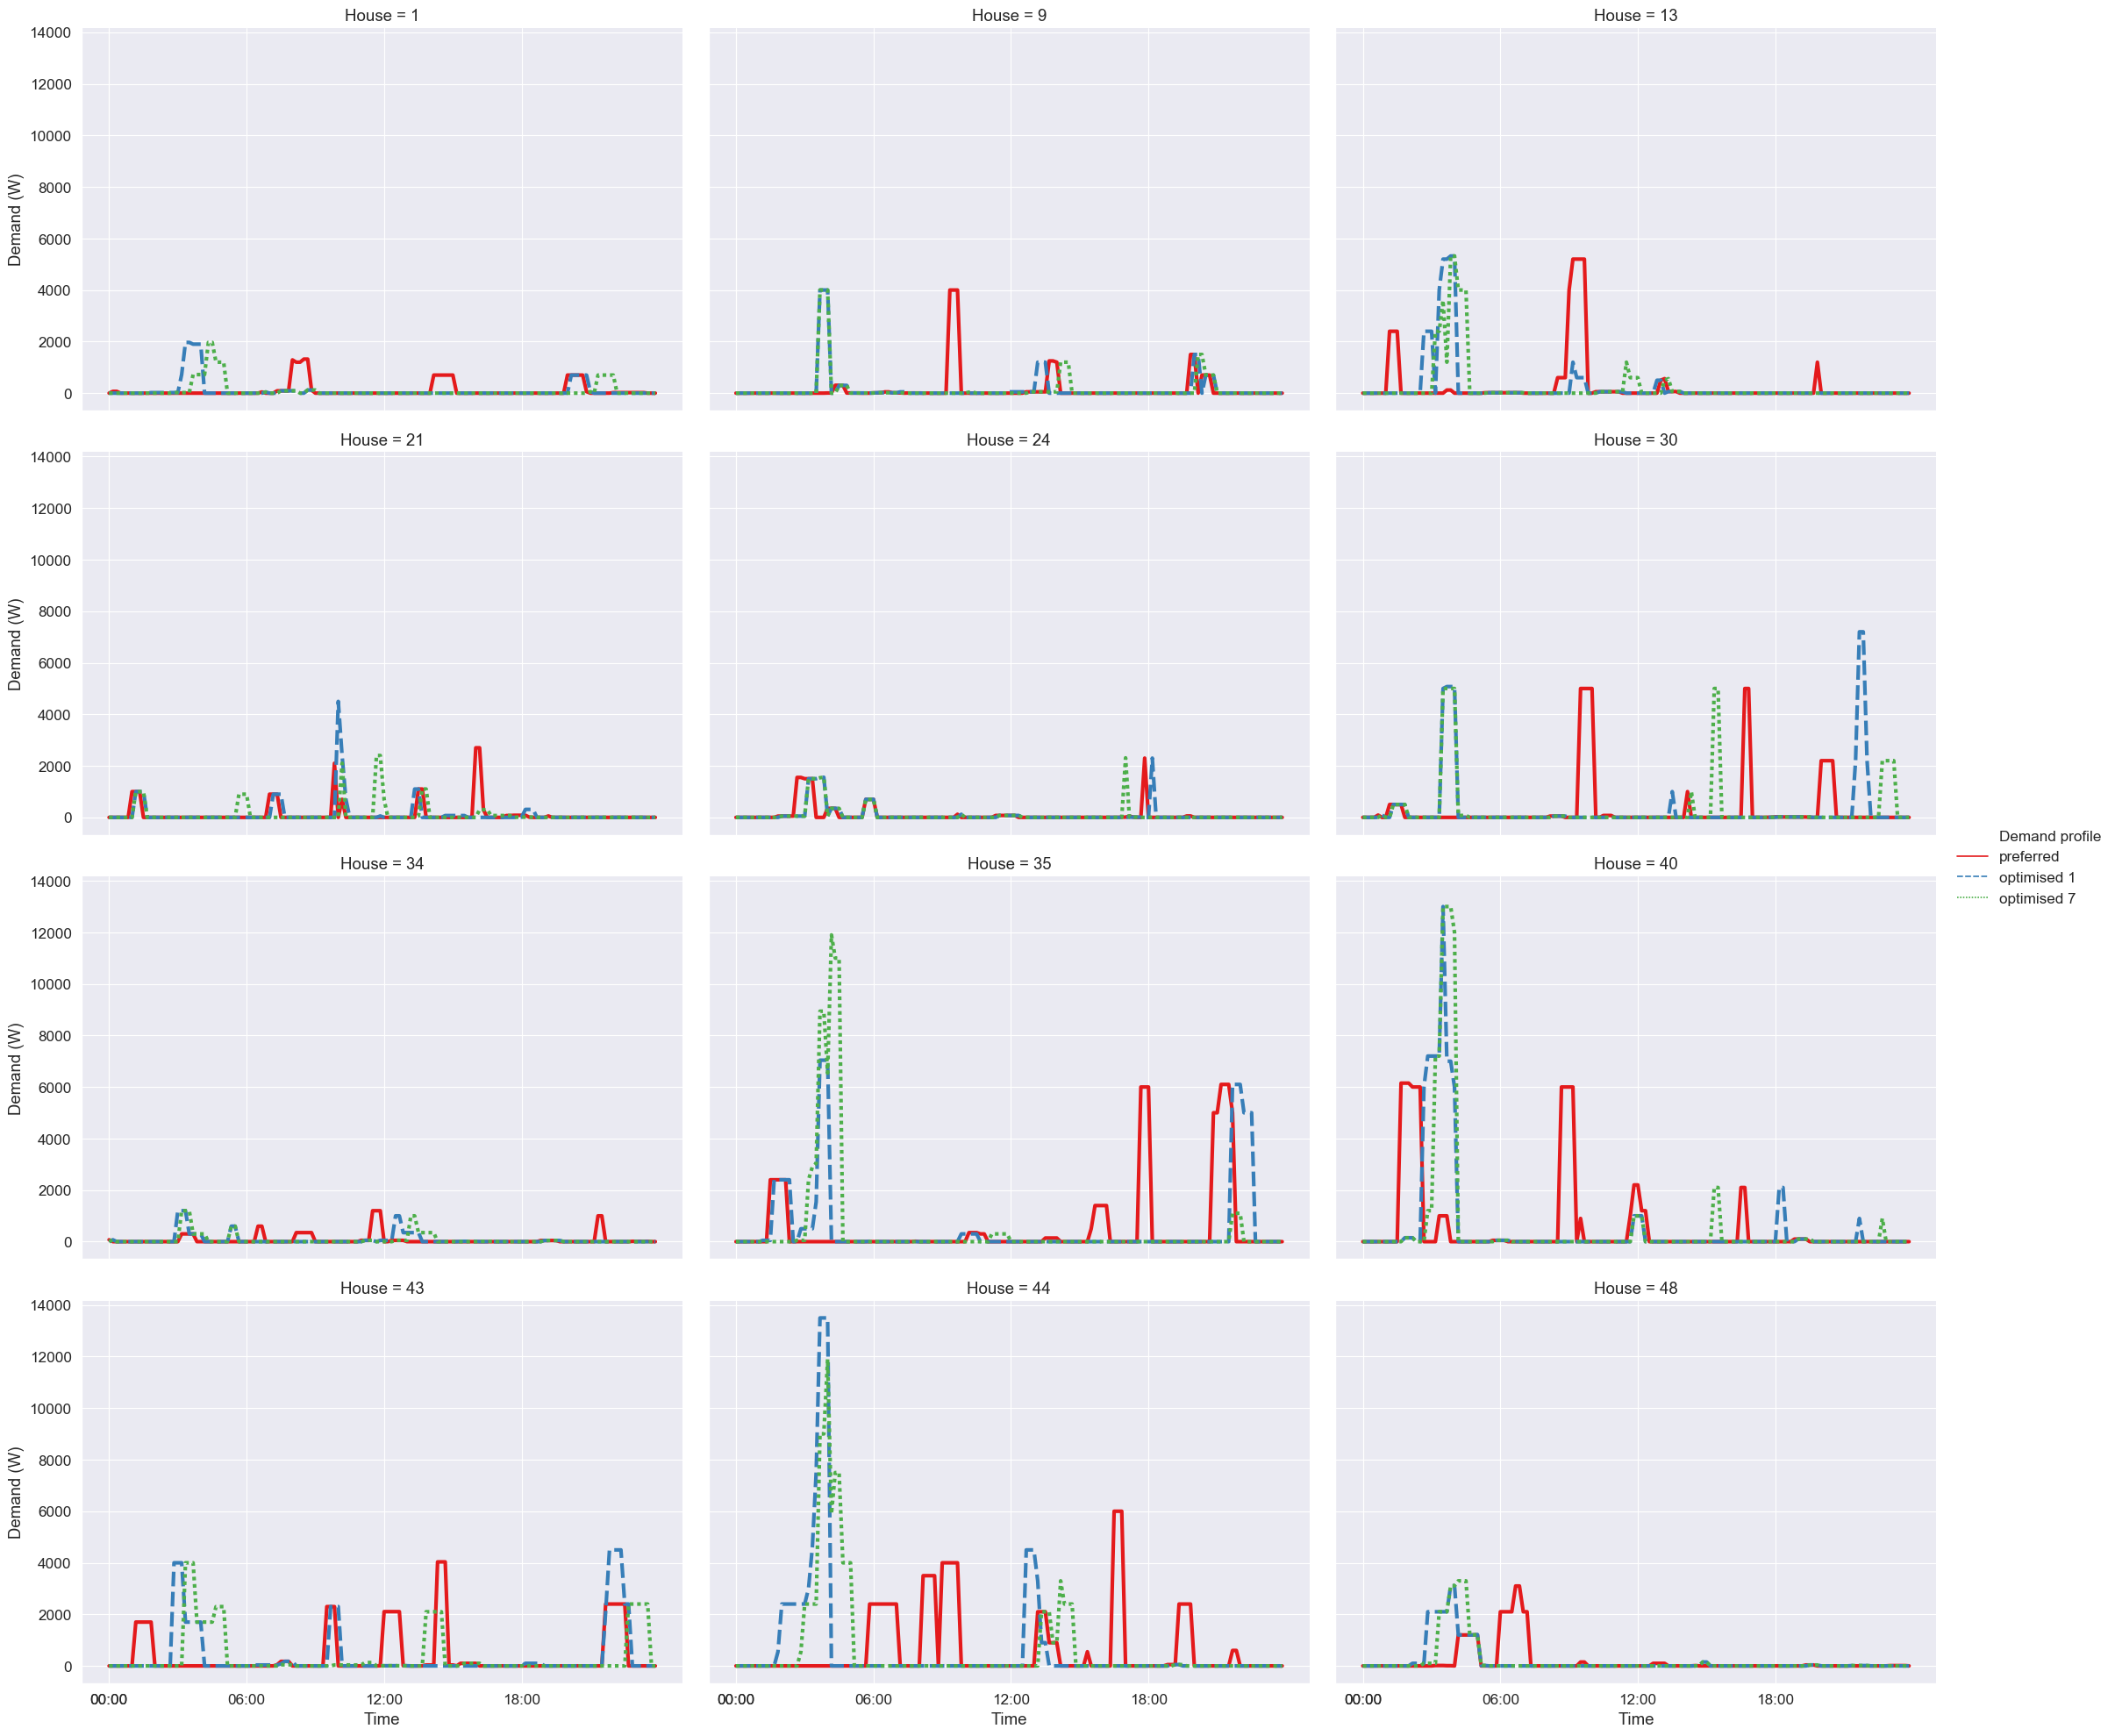 House = 1
House = 9
House = 13
14000
12000
10000
8000
6000
4000
2000
0
Demand (W)
House = 21
House = 24
House = 30
14000
12000
10000
8000
6000
4000
2000
0
Demand (W)
Demand profile
preferred
optimised 1
optimised 7
House = 34
House = 35
House = 40
14000
12000
10000
8000
6000
4000
2000
0
Demand (W)
House = 43
House = 44
House = 48
14000
12000
10000
8000
6000
4000
2000
0
Demand (W)
00:00 06:00 12:00 18:00
Time
00:00 06:00 12:00 18:00
Time
00:00 06:00 12:00 18:00
Time